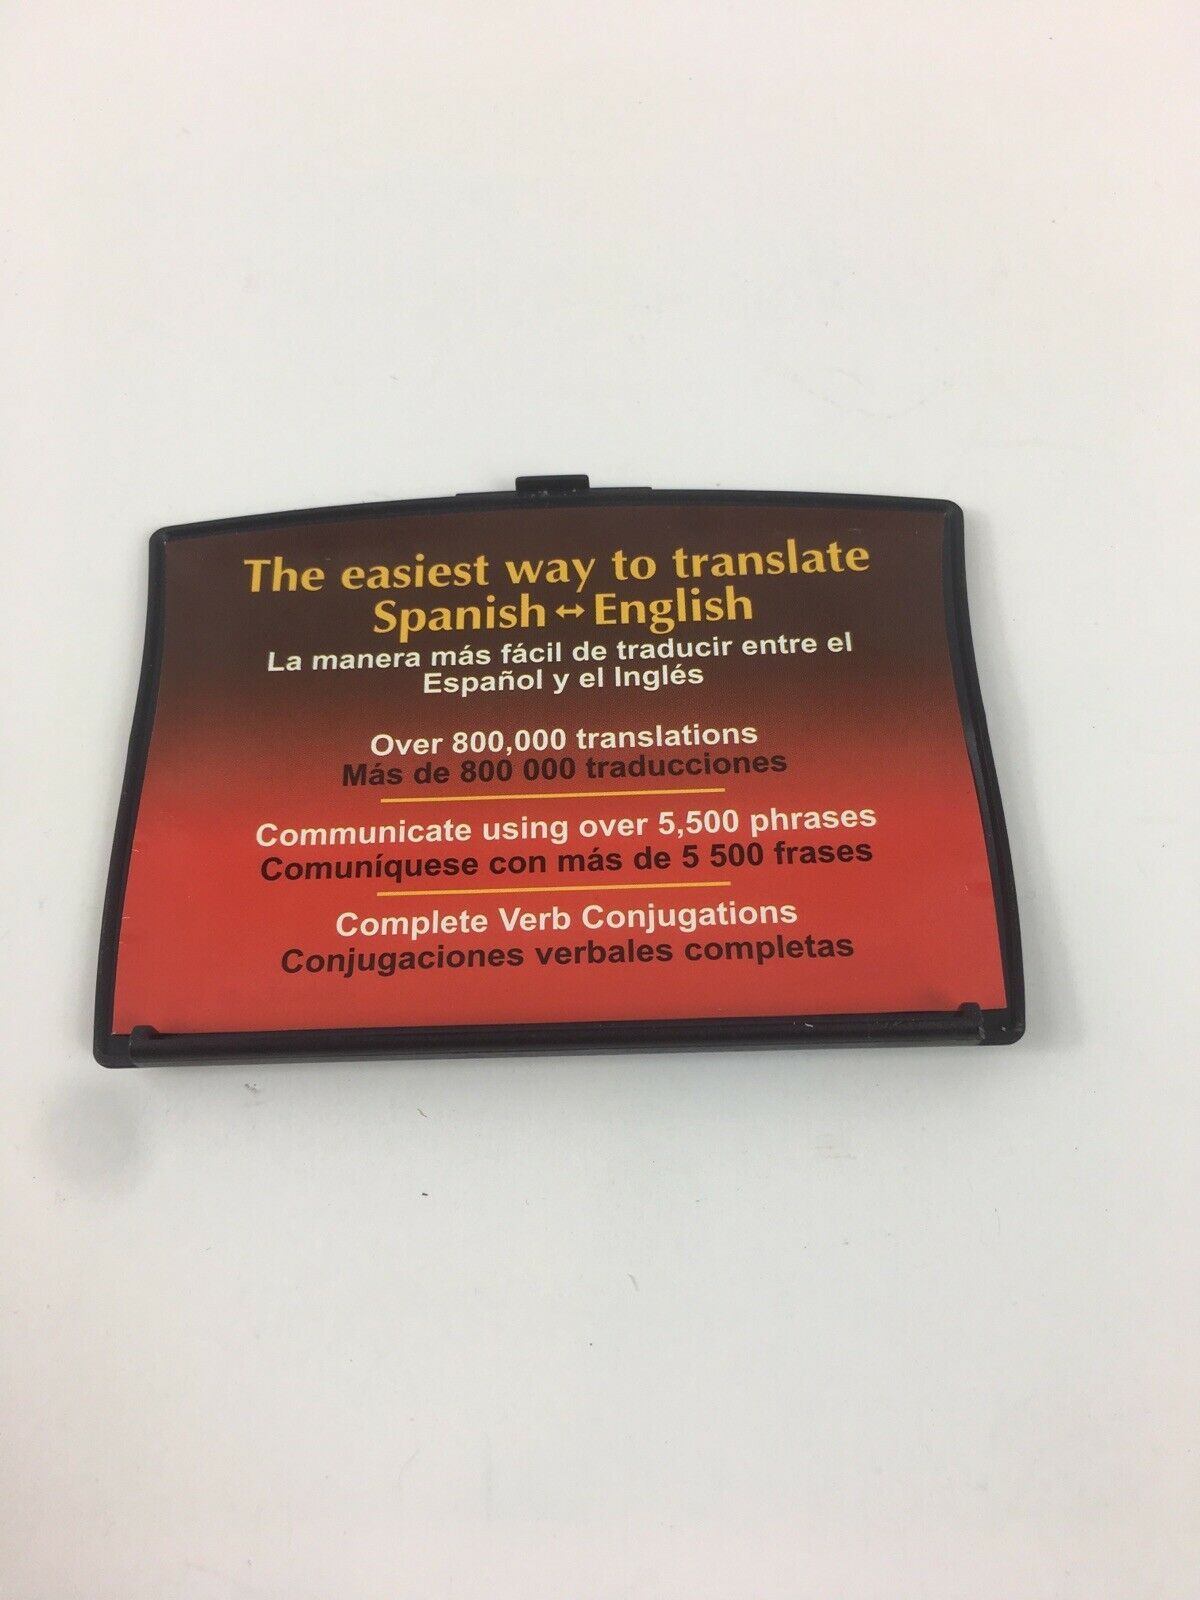 The easiest way to translate
Spanish ↔ English
La manera más fácil de traducir entre el
Español y el Inglés
Over 800,000 translations
Más de 800 000 traducciones
Communicate using over 5,500 phrases
Comuníquese con más de 5 500 frases
Complete Verb Conjugations
Conjugaciones verbales completas